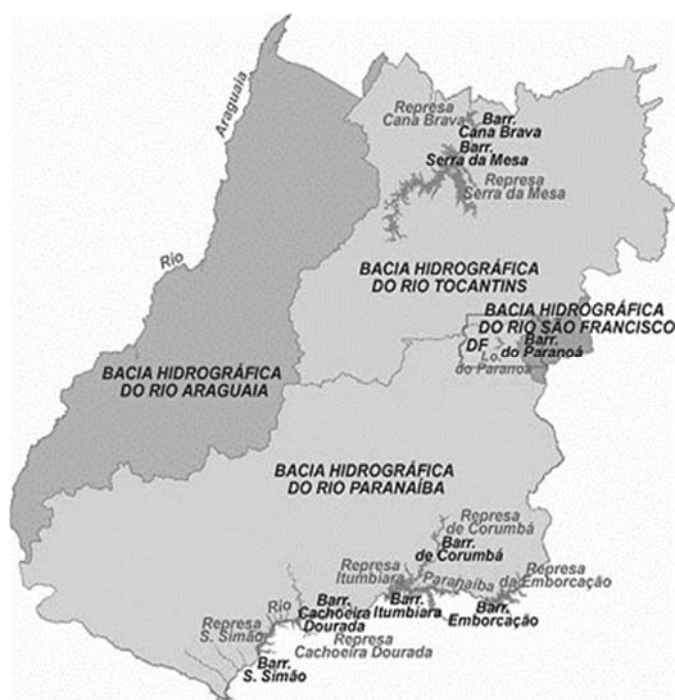 Araguaia
Rio
Represa
Cana Brava
Barr.
Cana Brava
Barr.
Serra da Mesa
Represa
Serra da Mesa
BACIA HIDROGRÁFICA
DO RIO TOCANTINS
BACIA HIDROGRÁFICA
DO RIO SÃO FRANCISCO
DF
Barr.
do Paranoá
Lo.
do Paranoá
BACIA HIDROGRÁFICA
DO RIO ARAGUAIA
BACIA HIDROGRÁFICA
DO RIO PARANAÍBA
Represa
de Corumbá
Barr.
de Corumbá
Represa
Itumbiara
Paranaíba
Represa
da Emborcação
Barr.
Itumbiara
Barr.
Emborcação
Rio
Barr.
Cachoeira
Dourada
Represa
Cachoeira Dourada
Represa
S. Simão
Barr.
S. Simão